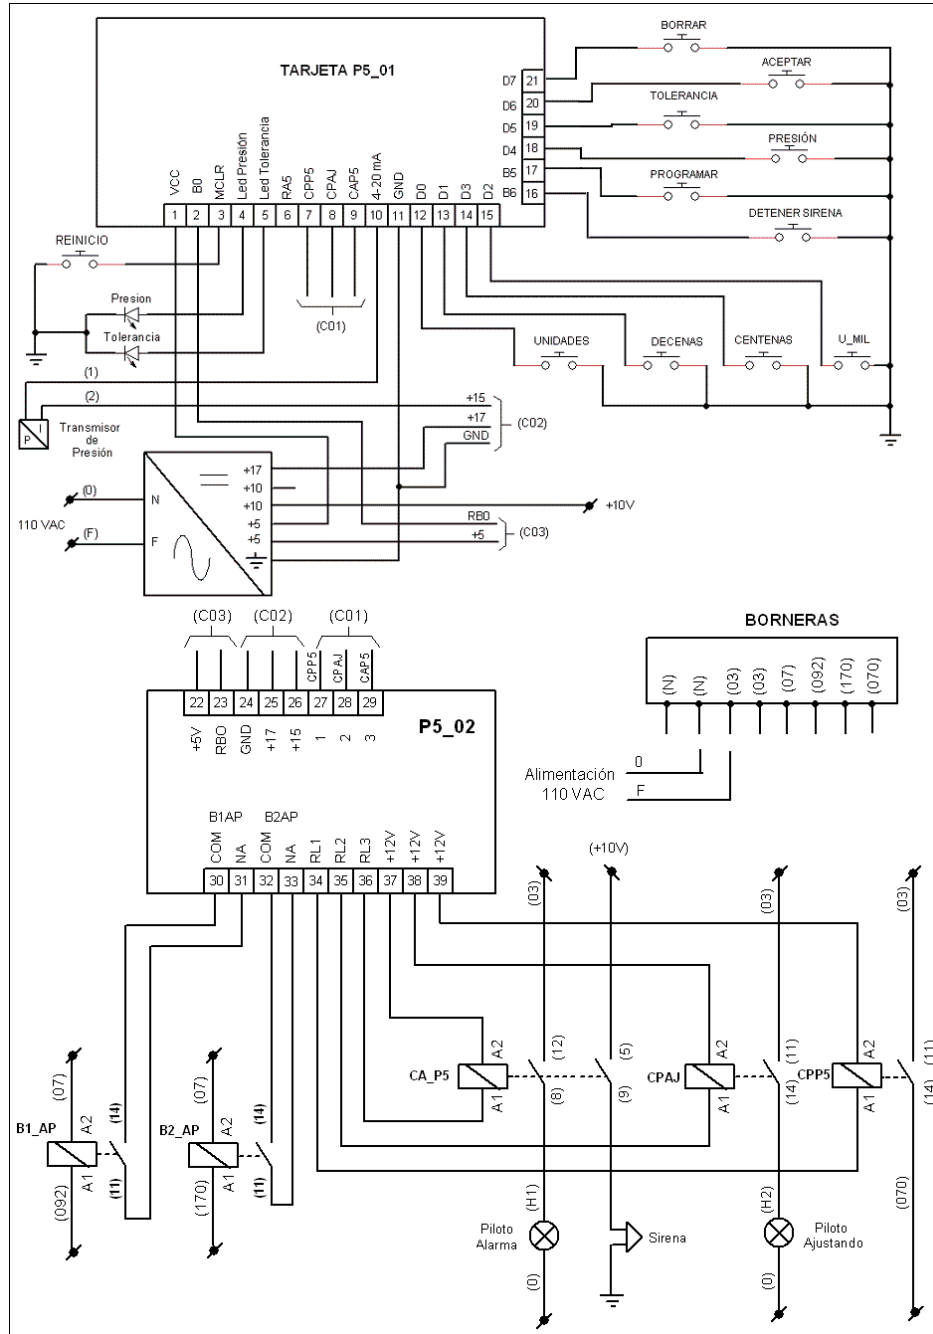 TARJETA P5_01
BORRAR
ACEPTAR
TOLERANCIA
PRESIÓN
PROGRAMAR
DETENER SIRENA
D7 21
D6 20
D5 19
D4 18
B5 17
B6 16
VCC
B0
MCLR
Led Presión
Led Tolerancia
RA5
CPP5
CPAJ
CAP5
4-20 mA
GND
D0
D1
D3
D2
1 2 3 4 5 6 7 8 9 10 11 12 13 14 15
REINICIO
Presion
Tolerancia
(C01)
UNIDADES
DECENAS
CENTENAS
U_MIL
(1)
(2)
P I
Transmisor
de
Presión
+15
+17
GND
(C02)
(0)
N
110 VAC
(F)
F
+17
+10
+10
+5
+5
+10V
RB0
+5
(C03)
(C03) (C02) (C01)
CPP5
CPAJ
CAP5
22 23 24 25 26 27 28 29
+5V
RBO
GND
+17
+15
1
2
3
P5_02
BORNERAS
(N)
(N)
(03)
(03)
(07)
(092)
(170)
(070)
Alimentación
110 VAC
0
F
B1AP B2AP
COM
NA
COM
NA
RL1
RL2
RL3
+12V
+12V
+12V
30 31 32 33 34 35 36 37 38 39
(+10V)
(03)
(03)
(03)
CA_P5
A2
A1
(12)
(8)
(5)
(9)
CPAJ
A2
A1
(11)
(14)
CPP5
A2
A1
(11)
(14)
B1_AP
(07)
A2
A1
(092)
(14)
(11)
B2_AP
(07)
A2
A1
(170)
(14)
(11)
(H1)
Piloto
Alarma
(0)
Sirena
(H2)
Piloto
Ajustando
(0)
(070)